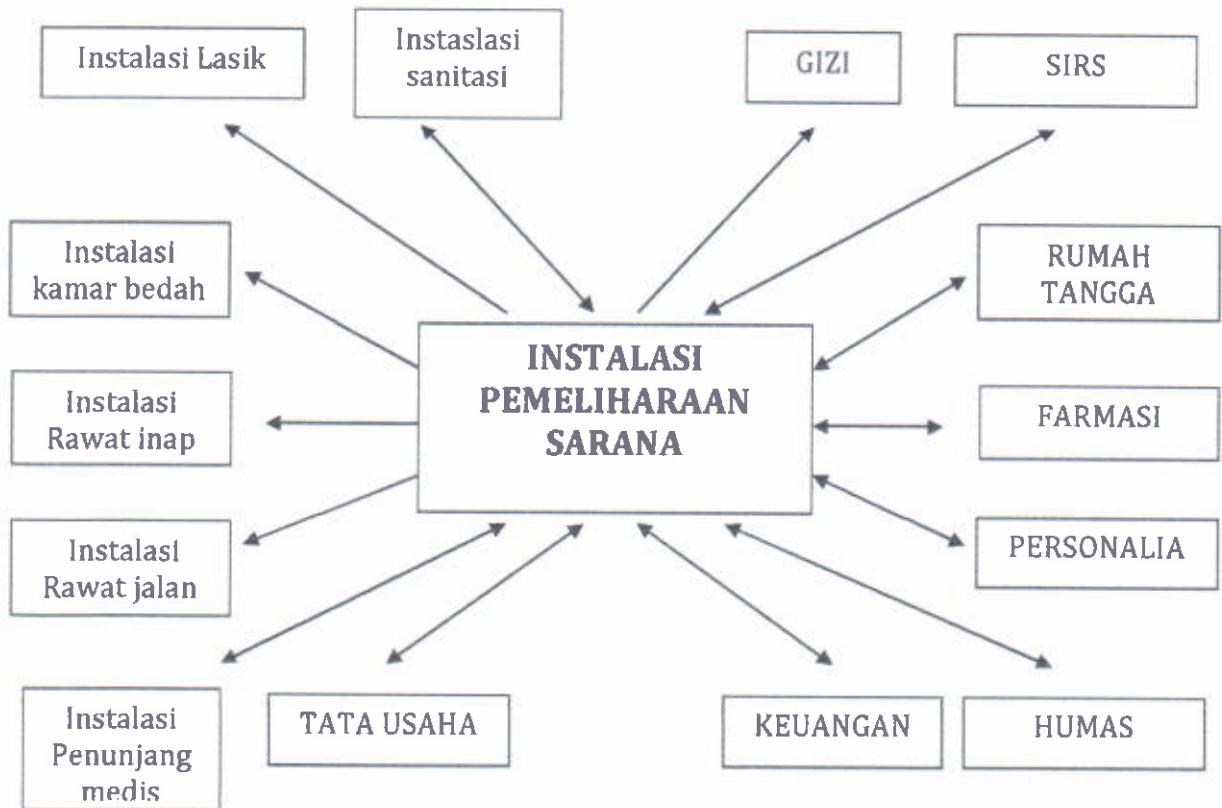 Instalasi Lasik
Instaslasi
sanitasi
GIZI
SIRS
Instalasi
kamar bedah
RUMAH
TANGGA
INSTALASI
PEMELIHARAAN
SARANA
Instalasi
Rawat inap
FARMASI
Instalasi
Rawat jalan
PERSONALIA
Instalasi
Penunjang
medis
TATA USAHA
KEUANGAN
HUMAS